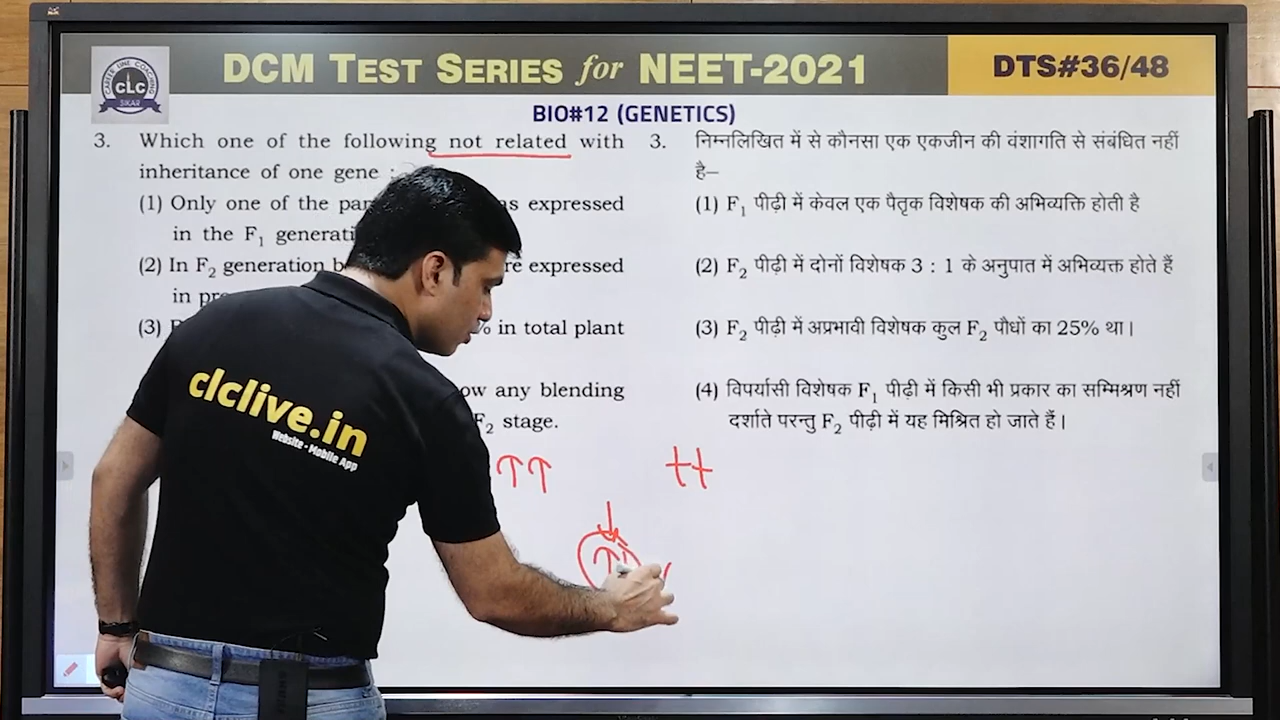 DCM TEST SERIES for NEET-2021
DTS#36/48
CAREER LINE COACHING
CLC
SIKAR
BIO#12 (GENETICS)
3. Which one of the following not related with
inheritance of one gene :
(1) Only one of the as expressed
in the F1
(2) In F2 generation expressed
in
(3) in total plant
any blending
F2 stage.
3. निम्नलिखित में से कौनसा एक एकजीन की वंशागति से संबंधित नहीं
है–
(1) F1 पीढ़ी में केवल एक पैतृक विशेषक की अभिव्यक्ति होती है
(2) F2 पीढ़ी में दोनों विशेषक 3 : 1 के अनुपात में अभिव्यक्त होते हैं
(3) F2 पीढ़ी में अप्रभावी विशेषक कुल F2 पौधों का 25% था।
(4) विपर्यासी विशेषक F1 पीढ़ी में किसी भी प्रकार का सम्मिश्रण नहीं
दर्शाते परन्तु F2 पीढ़ी में यह मिश्रित हो जाते हैं।
clclive.in
Website - Mobile App
TT tt